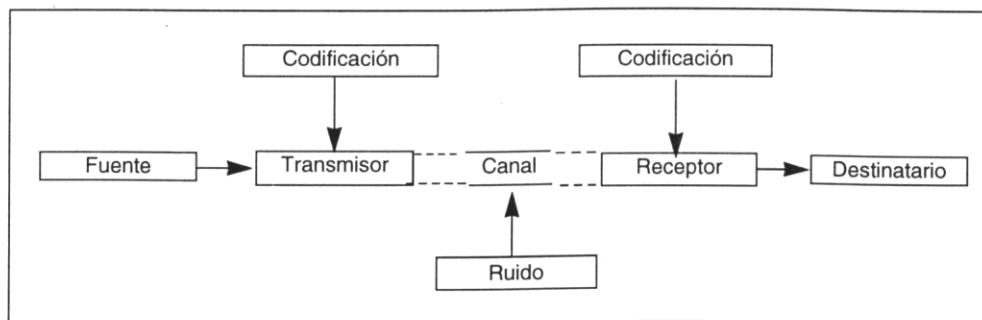 Codificación
Codificación
Fuente
Transmisor
Canal
Receptor
Destinatario
Ruido